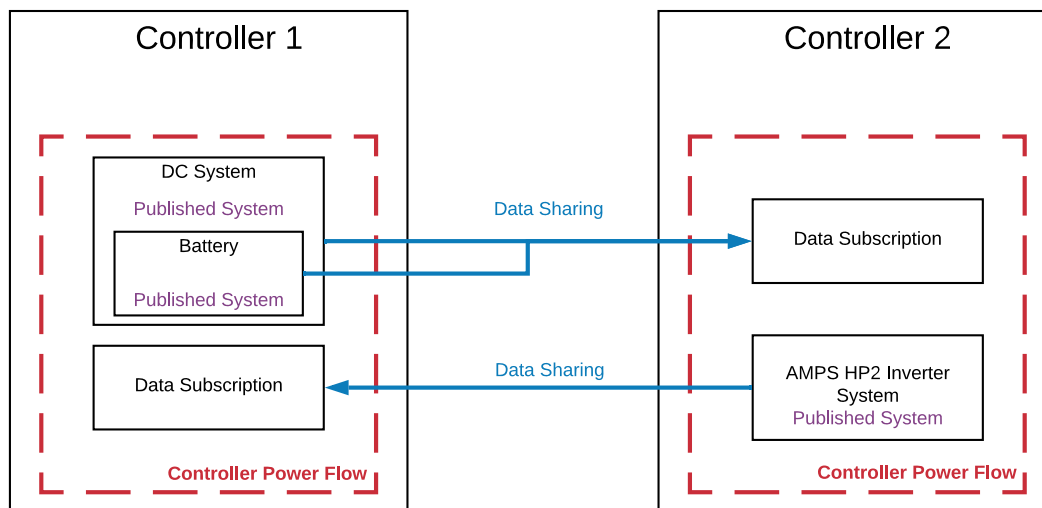 Controller 1
DC System
Published System
Battery
Published System
Data Subscription
Controller Power Flow
Data Sharing
Data Sharing
Controller 2
Data Subscription
AMPS HP2 Inverter
System
Published System
Controller Power Flow